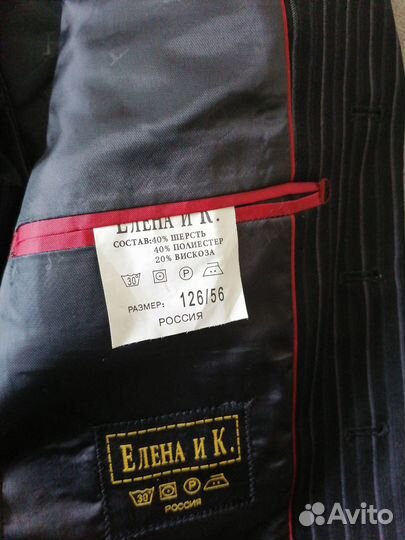 ЕЛЕНА И К.
СОСТАВ:40% ШЕРСТЬ
40% ПОЛИЕСТЕР
20% ВИСКОЗА
30 P
РАЗМЕР: 126/56
РОССИЯ
ЕЛЕНА И К.
30 P
РОССИЯ
Avito